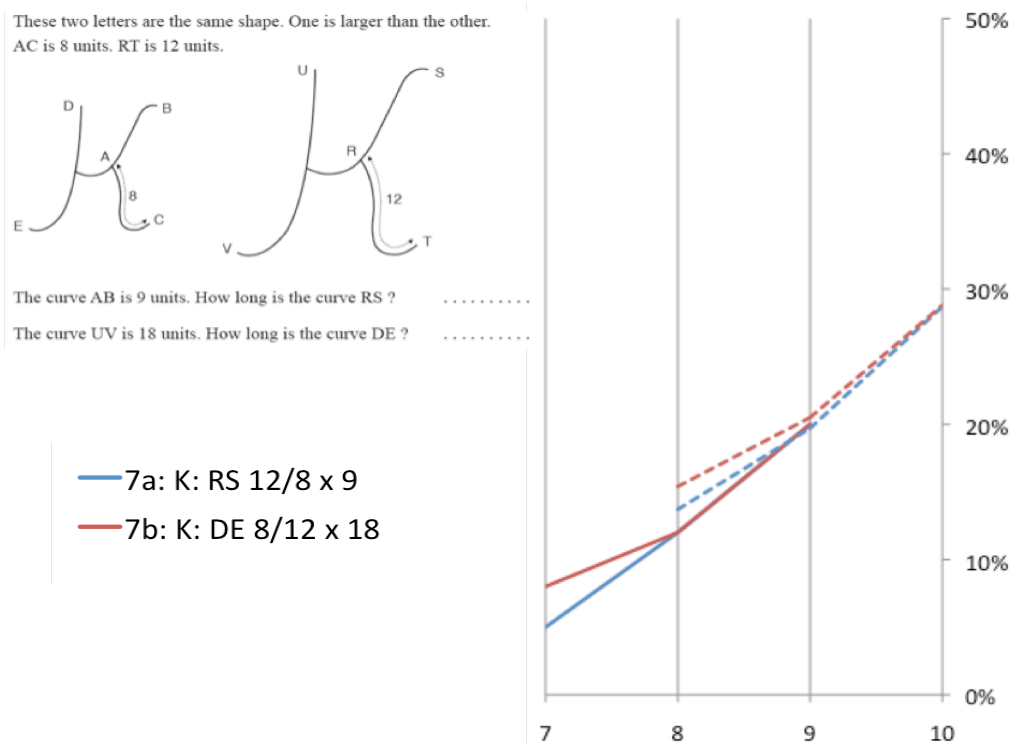 These two letters are the same shape. One is larger than the other.
AC is 8 units. RT is 12 units.
U
S
D
B
A
R
8
12
E
C
V
T
The curve AB is 9 units. How long is the curve RS ? ..........
The curve UV is 18 units. How long is the curve DE ? ..........
7a: K: RS 12/8 x 9
7b: K: DE 8/12 x 18
50%
40%
30%
20%
10%
0%
7 8 9 10